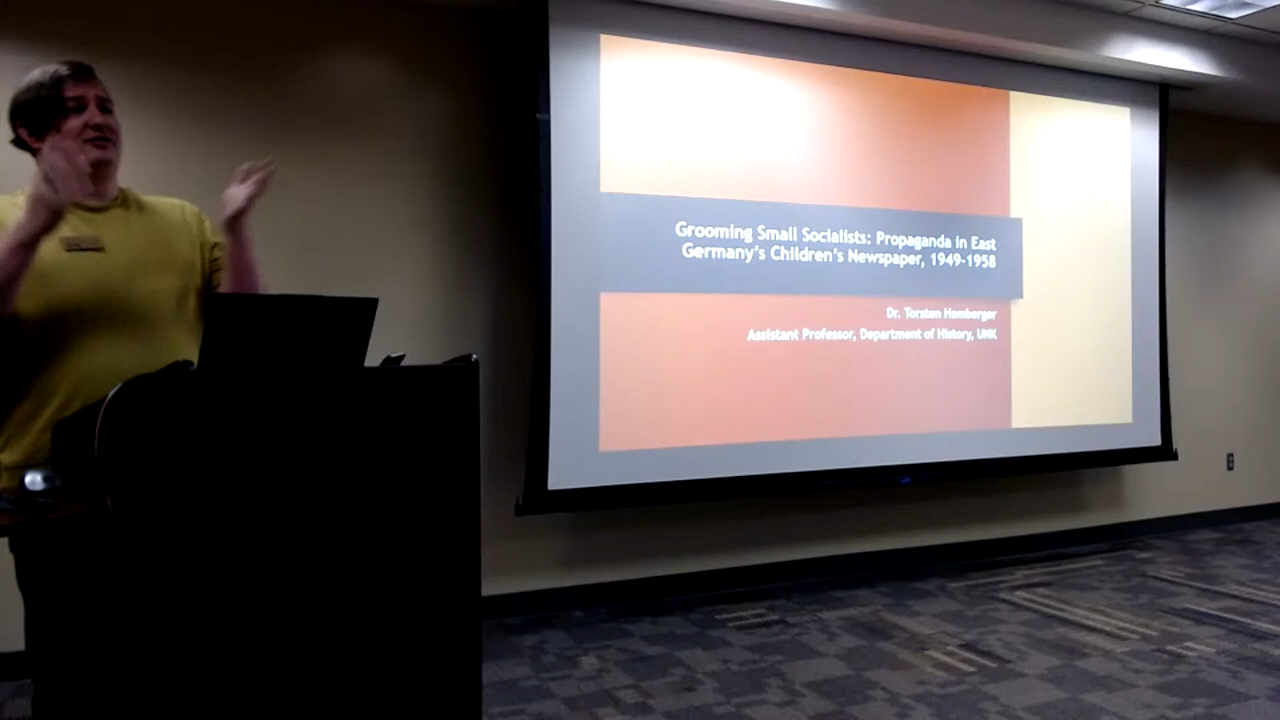 Grooming Small Socialists: Propaganda in East
Germany's Children's Newspaper, 1949-1958
Dr. Torsten Homberger
Assistant Professor, Department of History, UNK